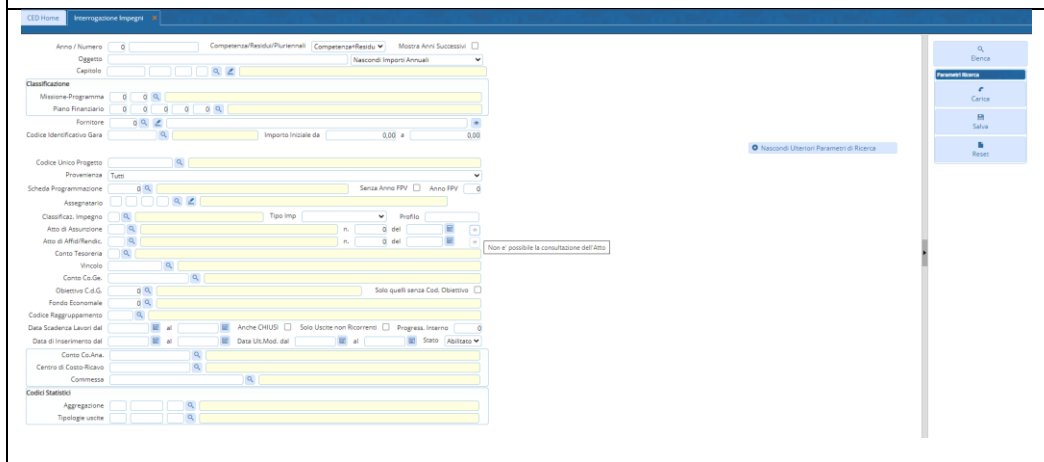 CED Home Interrogazione Impegni ×
Anno / Numero 0 Competenza/Residui/Pluriennali Competenza+Residu Mostra Anni Successivi
Oggetto Nascondi Importi Annuali
Capitolo
Classificazione
Missione-Programma 0 0
Piano Finanziario 0 0 0 0 0
Fornitore 0
Codice Identificativo Gara Importo Iniziale da 0,00 a 0,00
Nascondi Ulteriori Parametri di Ricerca
Codice Unico Progetto
Provenienza Tutti
Scheda Programmazione 0 Senza Anno FPV Anno FPV 0
Assegnatario
Classificaz. Impegno Tipo Imp Profilo
Atto di Assunzione n. 0 del
Atto di Affid/Rendic. n. 0 del
Non e' possibile la consultazione dell'Atto
Conto Tesoreria
Vincolo
Conto Co.Ge.
Obiettivo C.d.G. 0 Solo quelli senza Cod. Obiettivo
Fondo Economale 0
Codice Raggruppamento
Data Scadenza Lavori dal al Anche CHIUSI Solo Uscite non Ricorrenti Progress. Interno 0
Data di Inserimento dal al Data Ult.Mod. dal al Stato Abilitato
Conto Co.Ana.
Centro di Costo-Ricavo
Commessa
Codici Statistici
Aggregazione
Tipologie uscite
Elenca
Parametri Ricerca
Carica
Salva
Reset